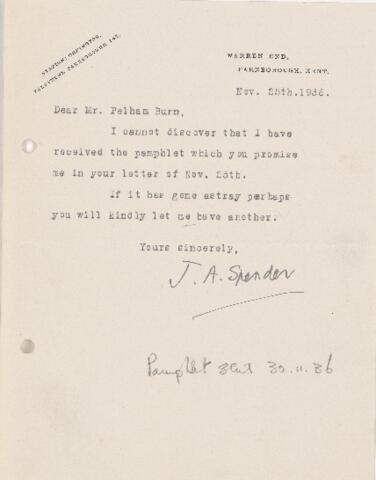 STATION: ORPINGTON.
TELEPHONE: FARNBOROUGH 152.
WARREN END,
FARNBOROUGH, KENT.
Nov. 28th.1936.
Dear Mr. Pelham Burn,
I cannot discover that I have
received the pamphlet which you promise
me in your letter of Nov. 25th.
If it has gone astray perhaps
you will kindly let me have another.
Yours sincerely,
J. A. Spender
Pamphlet sent 30.11.36